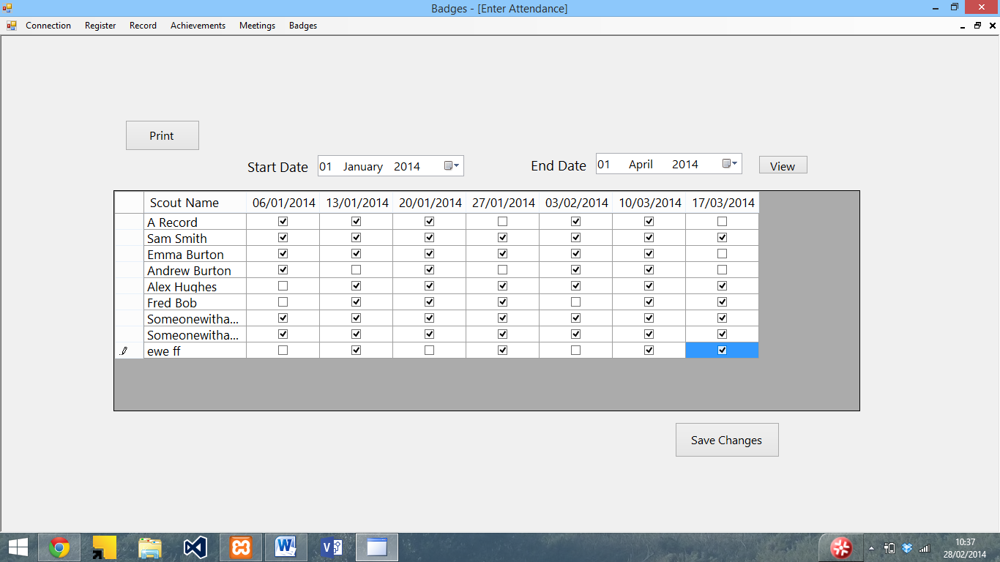 Badges - [Enter Attendance]
Connection Register Record Achievements Meetings Badges
Print
Start Date 01 January 2014 End Date 01 April 2014 View
Scout Name 06/01/2014 13/01/2014 20/01/2014 27/01/2014 03/02/2014 10/03/2014 17/03/2014
A Record
Sam Smith
Emma Burton
Andrew Burton
Alex Hughes
Fred Bob
Someonewitha...
Someonewitha...
ewe ff
Save Changes
10:37
28/02/2014